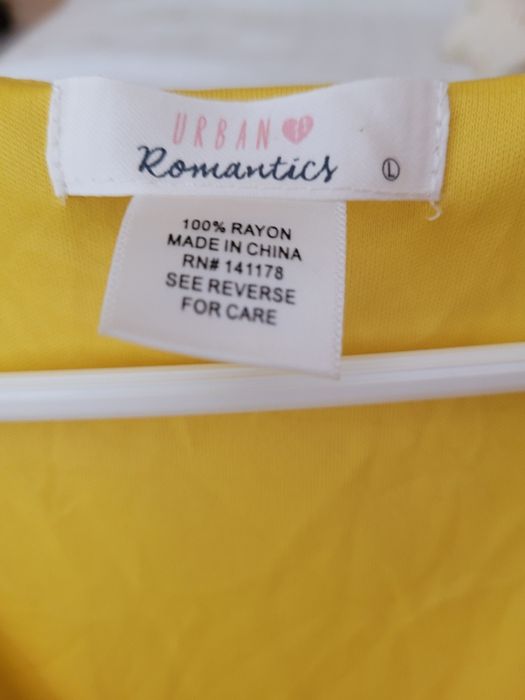 URBAN
Romantics
L
100% RAYON
MADE IN CHINA
RN# 141178
SEE REVERSE
FOR CARE